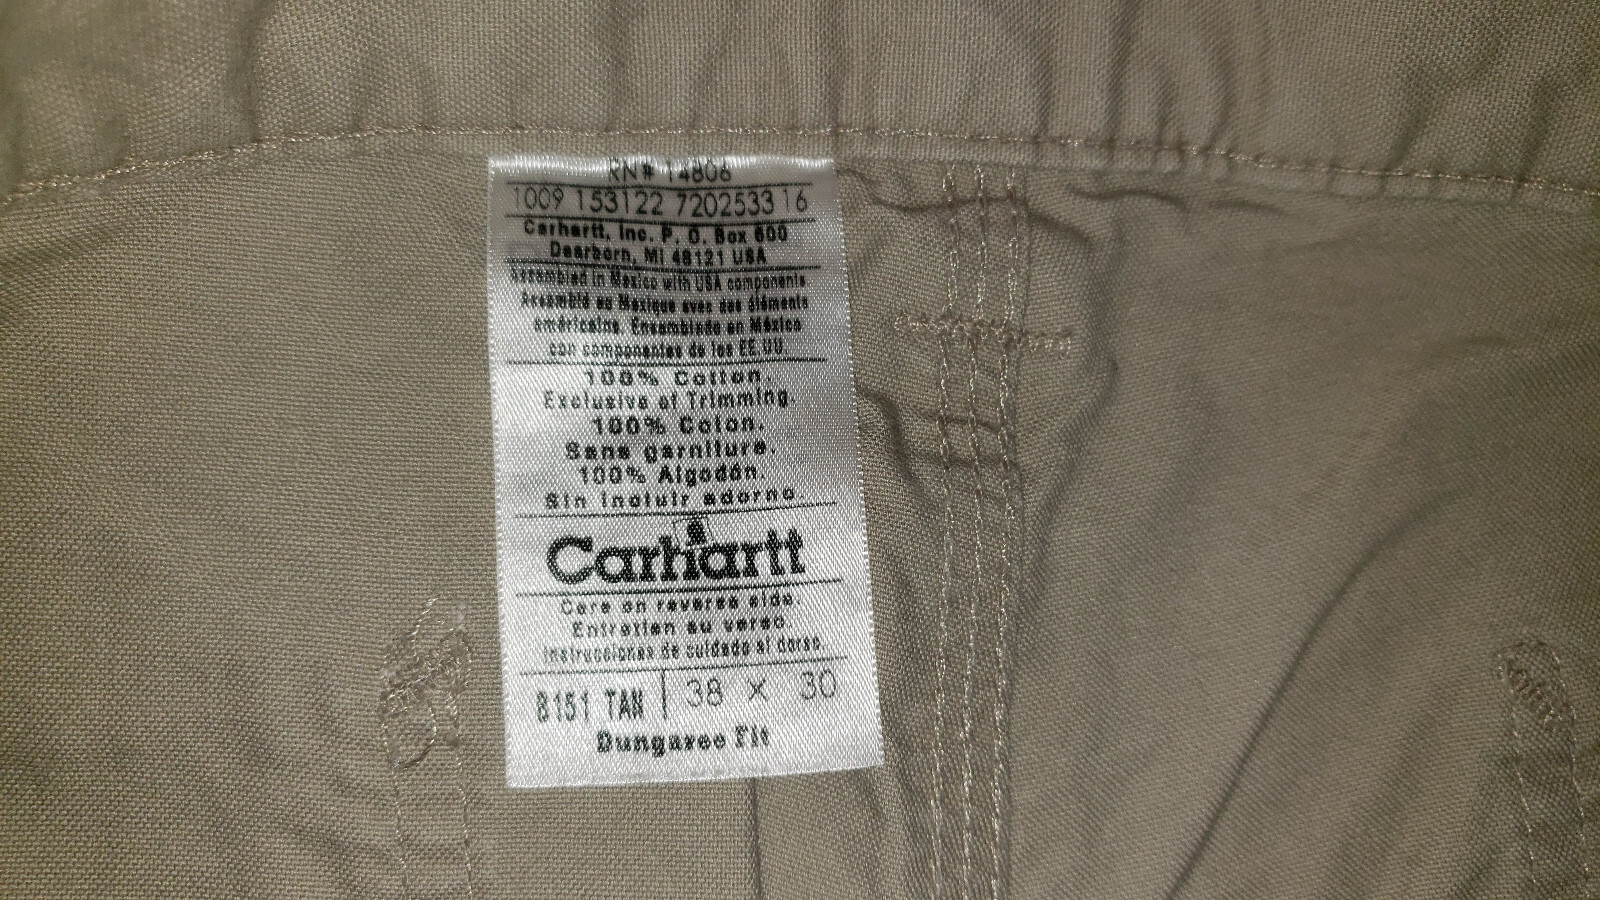 RN# 14806
1009 153122 7202533 16
Carhartt, Inc. P. O. Box 600
Dearborn, MI 48121 USA
Assembled in Mexico with USA components
Assemblé au Mexique avec des éléments
américains. Ensamblado en México
con componentes de los EE.UU.
100% Cotton.
Exclusive of Trimming.
100% Coton.
Sans garniture.
100% Algodón.
Sin incluir adorno.
Carhartt
Care on reverse side.
Entretien au verso.
Instrucciones de cuidado al dorso.
B151 TAN | 38 X 30
Dungaree Fit